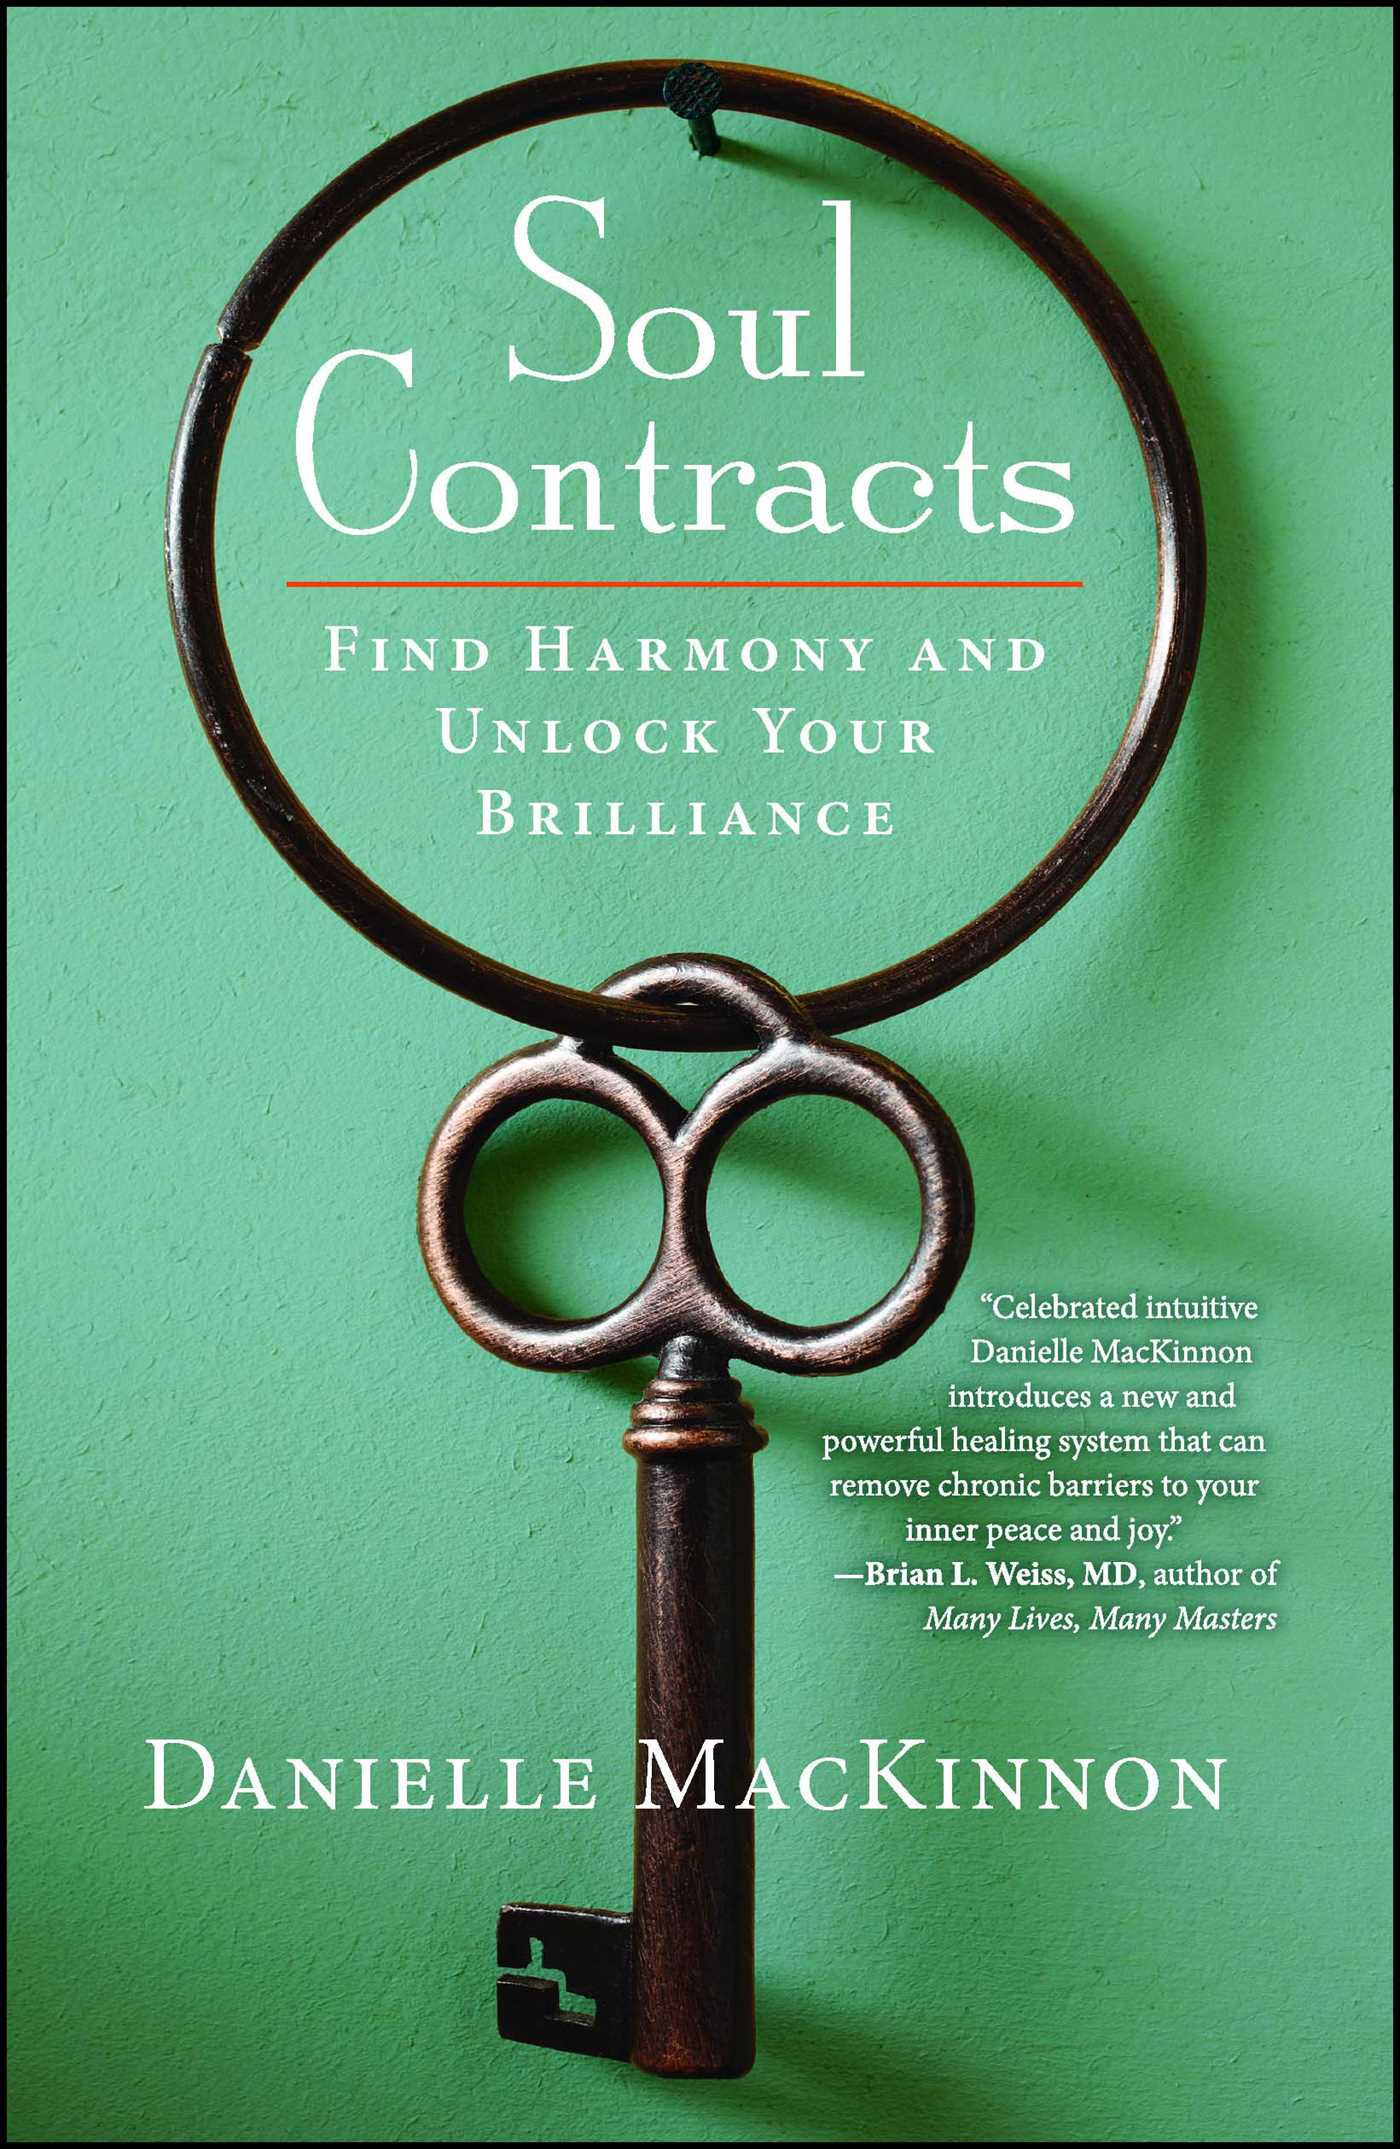 Soul
Contracts
Find Harmony and
Unlock Your
Brilliance
“Celebrated intuitive
Danielle MacKinnon
introduces a new and
powerful healing system that can
remove chronic barriers to your
inner peace and joy.”
—Brian L. Weiss, MD, author of
Many Lives, Many Masters
Danielle MacKinnon